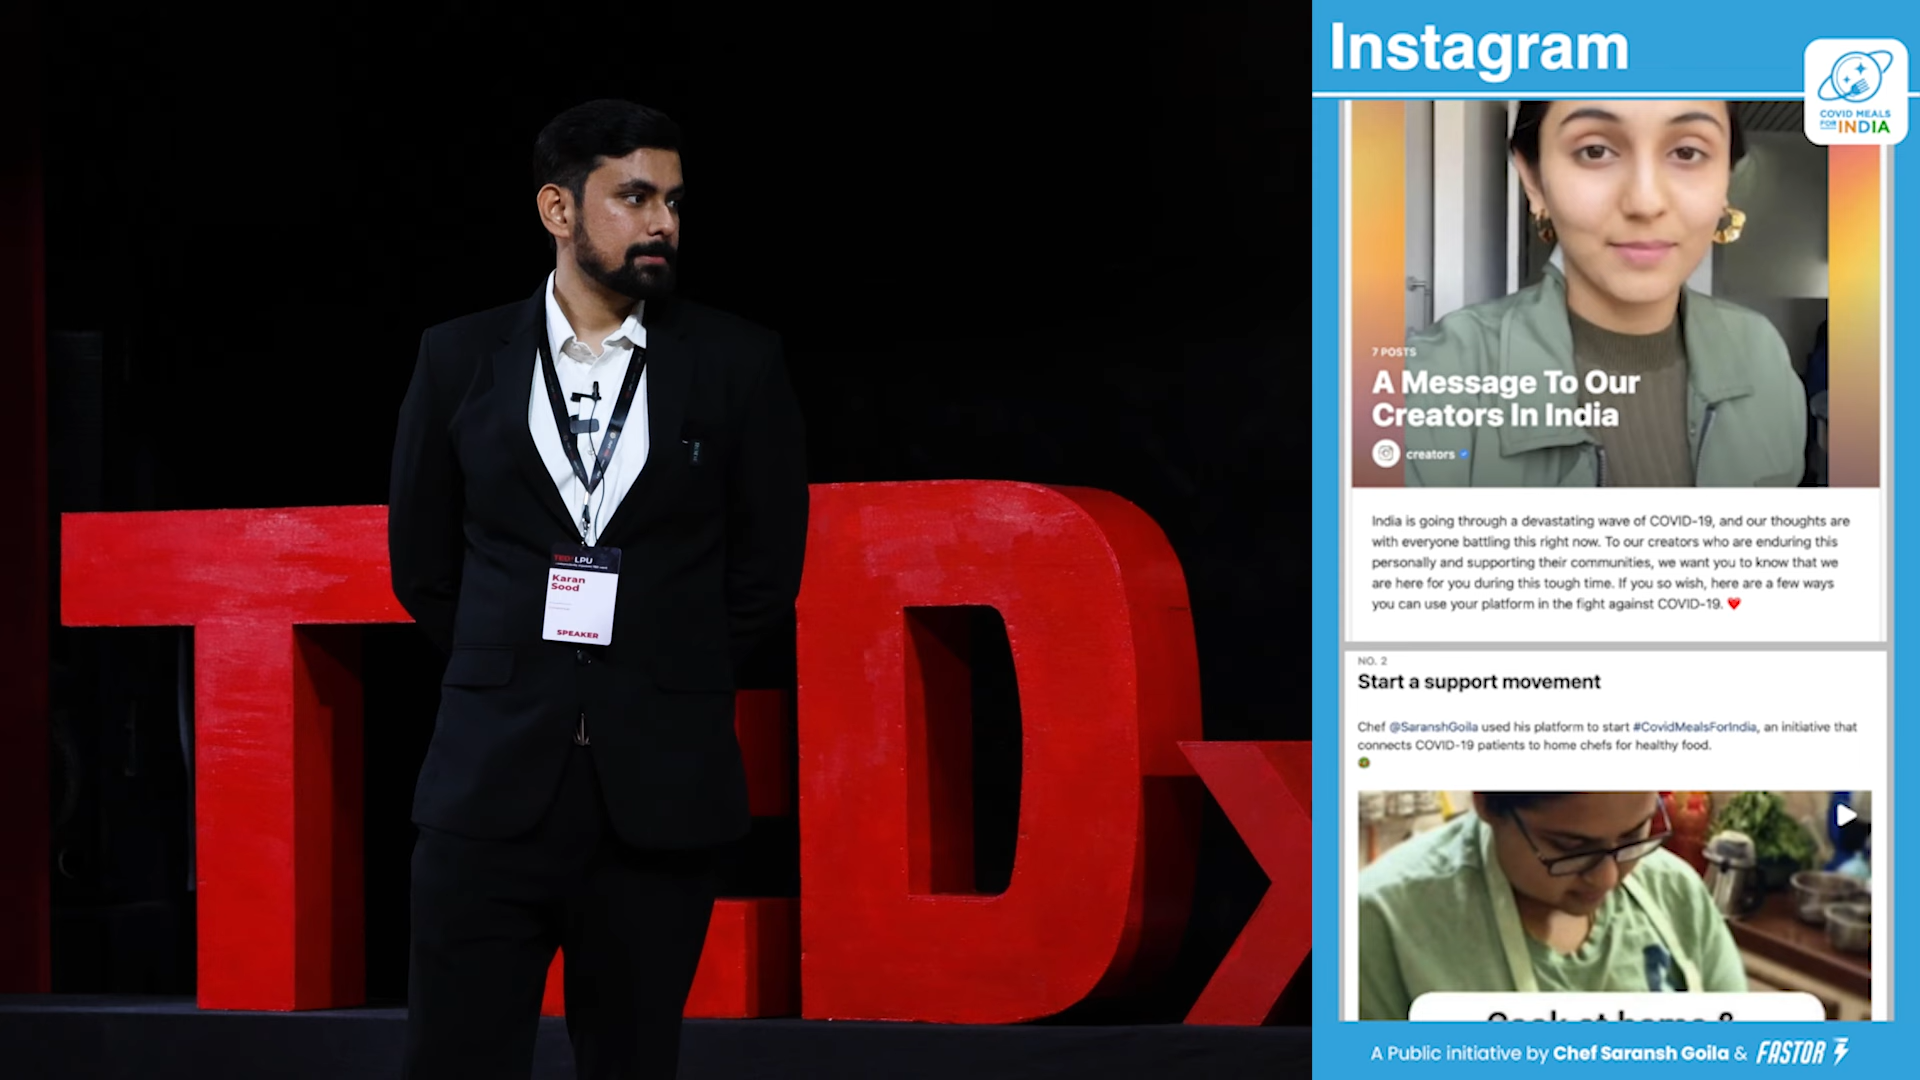 TEDx
TEDx LPU
Karan
Sood
SPEAKER
Instagram
COVID MEALS
FOR INDIA
7 POSTS
A Message To Our
Creators In India
creators
India is going through a devastating wave of COVID-19, and our thoughts are
with everyone battling this right now. To our creators who are enduring this
personally and supporting their communities, we want you to know that we
are here for you during this tough time. If you so wish, here are a few ways
you can use your platform in the fight against COVID-19. ❤️
NO. 2
Start a support movement
Chef @SaranshGoila used his platform to start #CovidMealsForIndia, an initiative that
connects COVID-19 patients to home chefs for healthy food.
Cook at home &
A Public initiative by Chef Saransh Goila & FASTOR